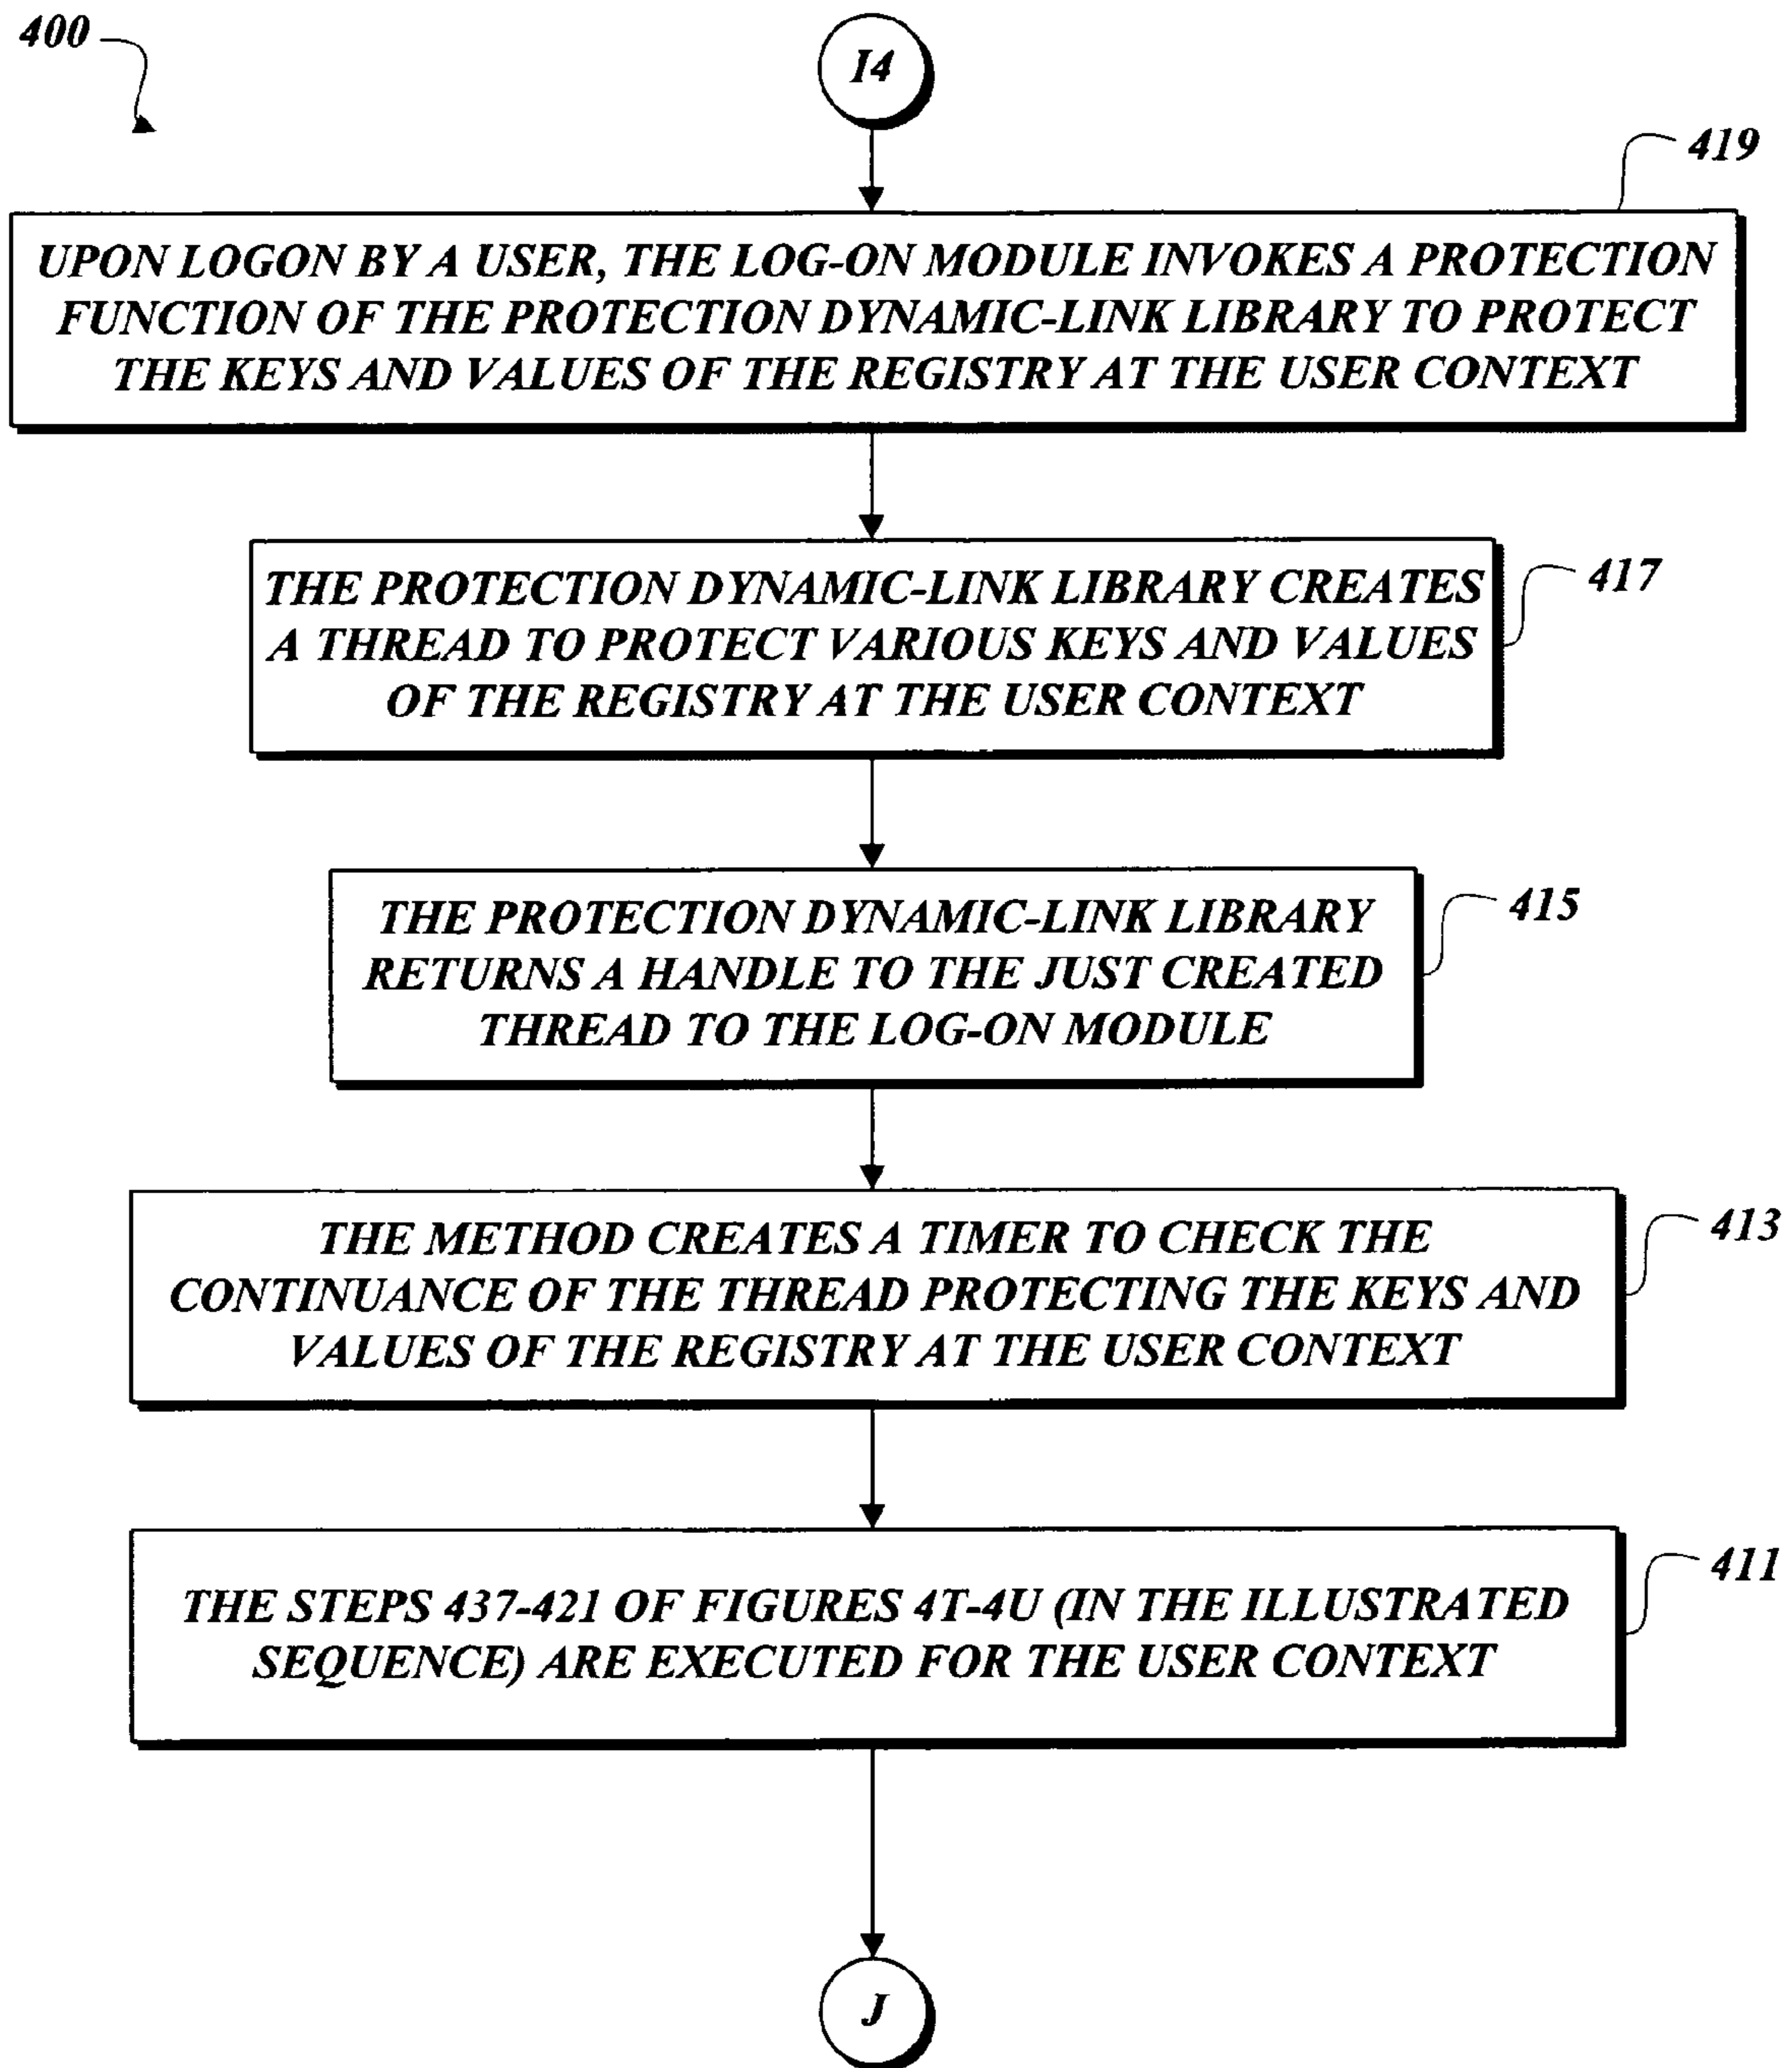 400
I4
419
UPON LOGON BY A USER, THE LOG-ON MODULE INVOKES A PROTECTION
FUNCTION OF THE PROTECTION DYNAMIC-LINK LIBRARY TO PROTECT
THE KEYS AND VALUES OF THE REGISTRY AT THE USER CONTEXT
417
THE PROTECTION DYNAMIC-LINK LIBRARY CREATES
A THREAD TO PROTECT VARIOUS KEYS AND VALUES
OF THE REGISTRY AT THE USER CONTEXT
415
THE PROTECTION DYNAMIC-LINK LIBRARY
RETURNS A HANDLE TO THE JUST CREATED
THREAD TO THE LOG-ON MODULE
413
THE METHOD CREATES A TIMER TO CHECK THE
CONTINUANCE OF THE THREAD PROTECTING THE KEYS AND
VALUES OF THE REGISTRY AT THE USER CONTEXT
411
THE STEPS 437-421 OF FIGURES 4T-4U (IN THE ILLUSTRATED
SEQUENCE) ARE EXECUTED FOR THE USER CONTEXT
J